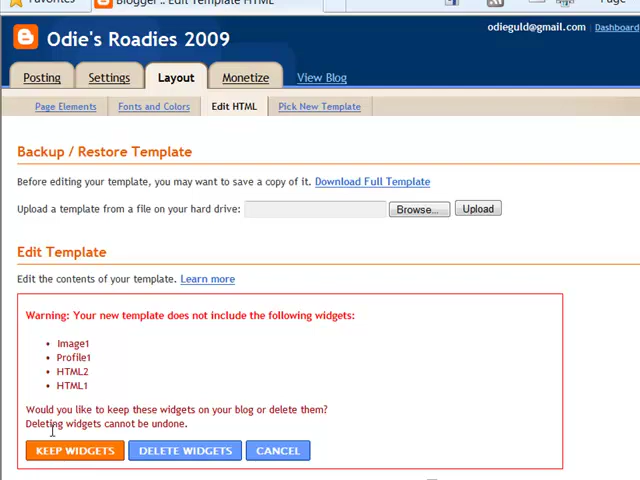 Favorites
Blogger :: Edit Template HTML
Page
odieguld@gmail.com | Dashboard
Odie's Roadies 2009
Posting Settings Layout Monetize View Blog
Page Elements Fonts and Colors Edit HTML Pick New Template
Backup / Restore Template
Before editing your template, you may want to save a copy of it. Download Full Template
Upload a template from a file on your hard drive: Browse... Upload
Edit Template
Edit the contents of your template. Learn more
Warning: Your new template does not include the following widgets:
• Image1
• Profile1
• HTML2
• HTML1
Would you like to keep these widgets on your blog or delete them?
Deleting widgets cannot be undone.
KEEP WIDGETS DELETE WIDGETS CANCEL